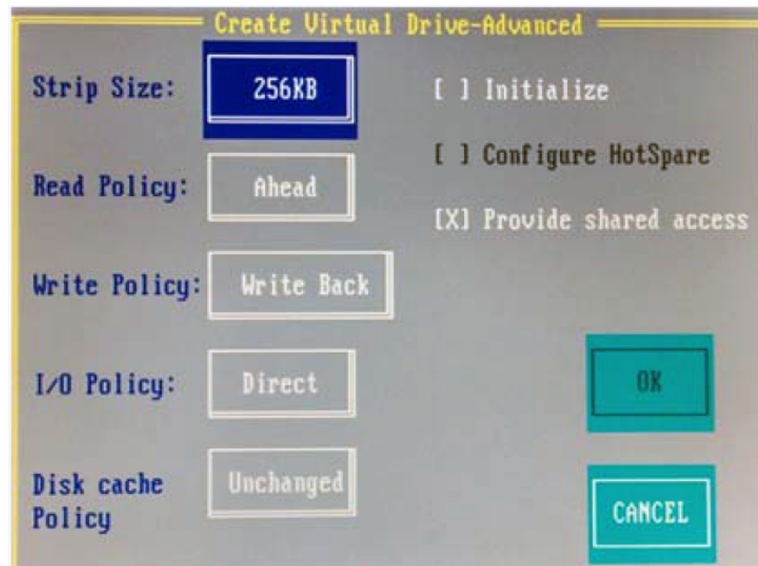 Create Virtual Drive-Advanced
Strip Size: 256KB
[ ] Initialize
Read Policy: Ahead
[ ] Configure HotSpare
[X] Provide shared access
Write Policy: Write Back
I/O Policy: Direct
OK
Disk cache
Policy
Unchanged
CANCEL